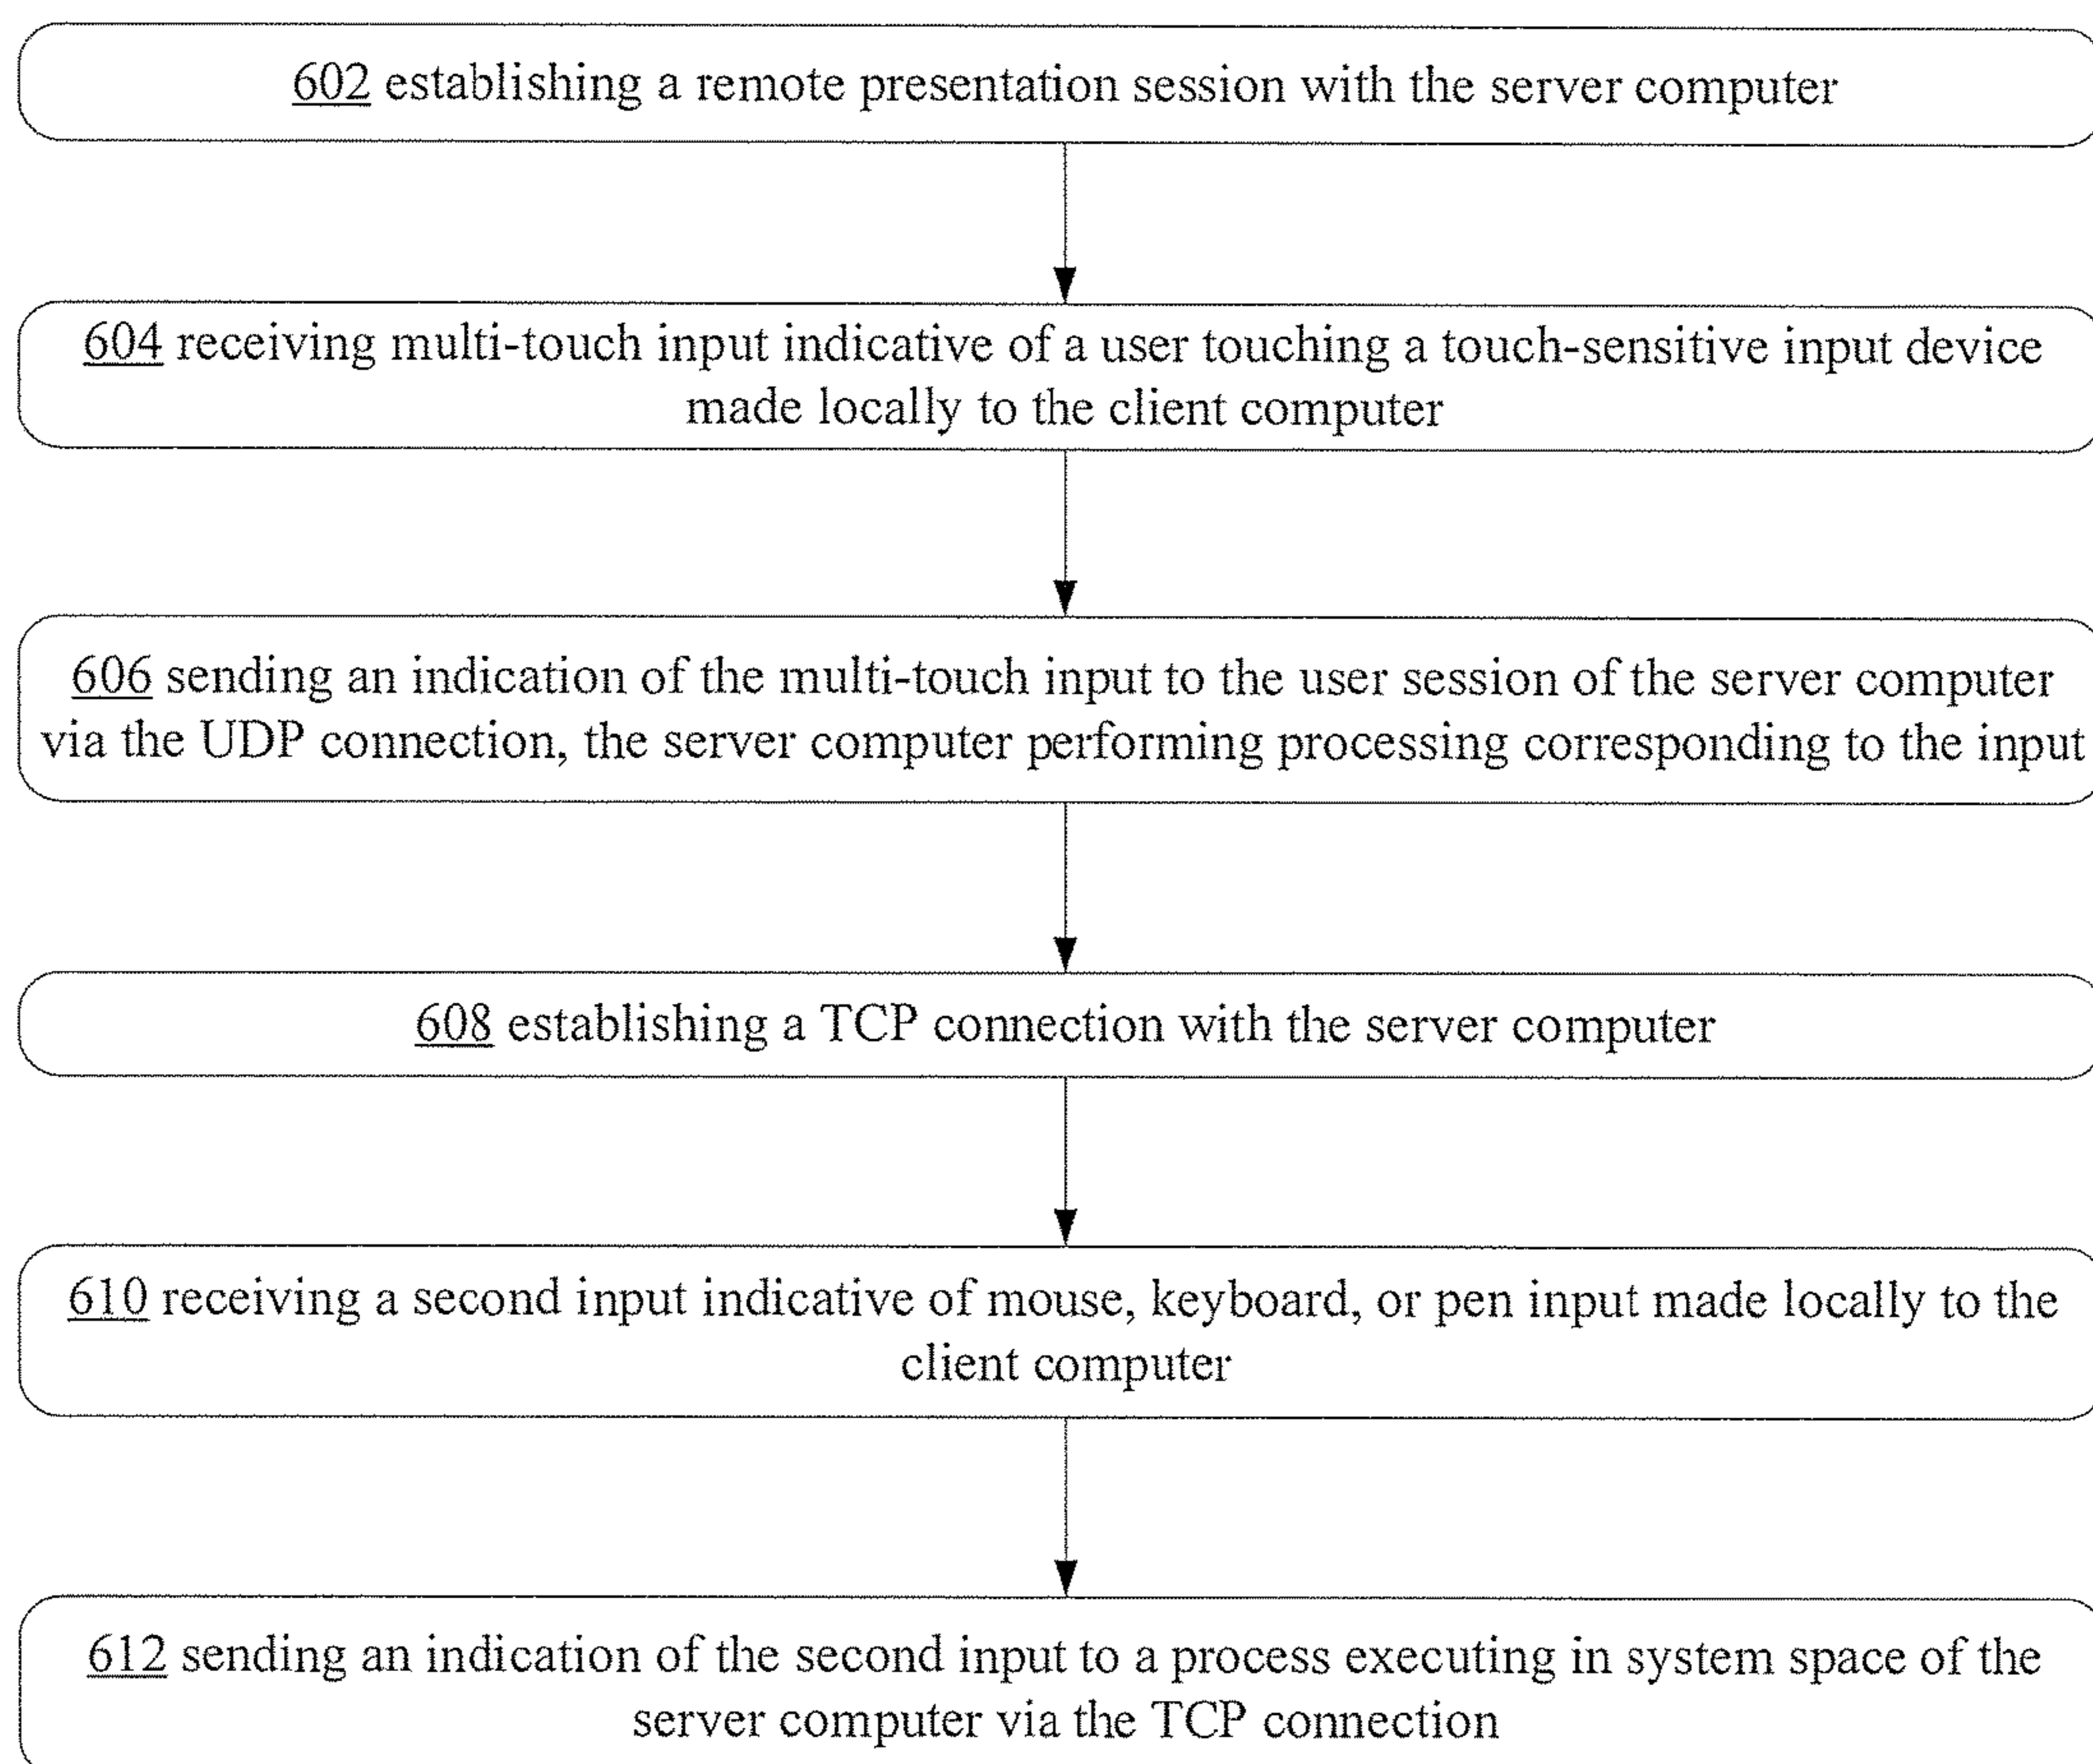 602 establishing a remote presentation session with the server computer
604 receiving multi-touch input indicative of a user touching a touch-sensitive input device
made locally to the client computer
606 sending an indication of the multi-touch input to the user session of the server computer
via the UDP connection, the server computer performing processing corresponding to the input
608 establishing a TCP connection with the server computer
610 receiving a second input indicative of mouse, keyboard, or pen input made locally to the
client computer
612 sending an indication of the second input to a process executing in system space of the
server computer via the TCP connection